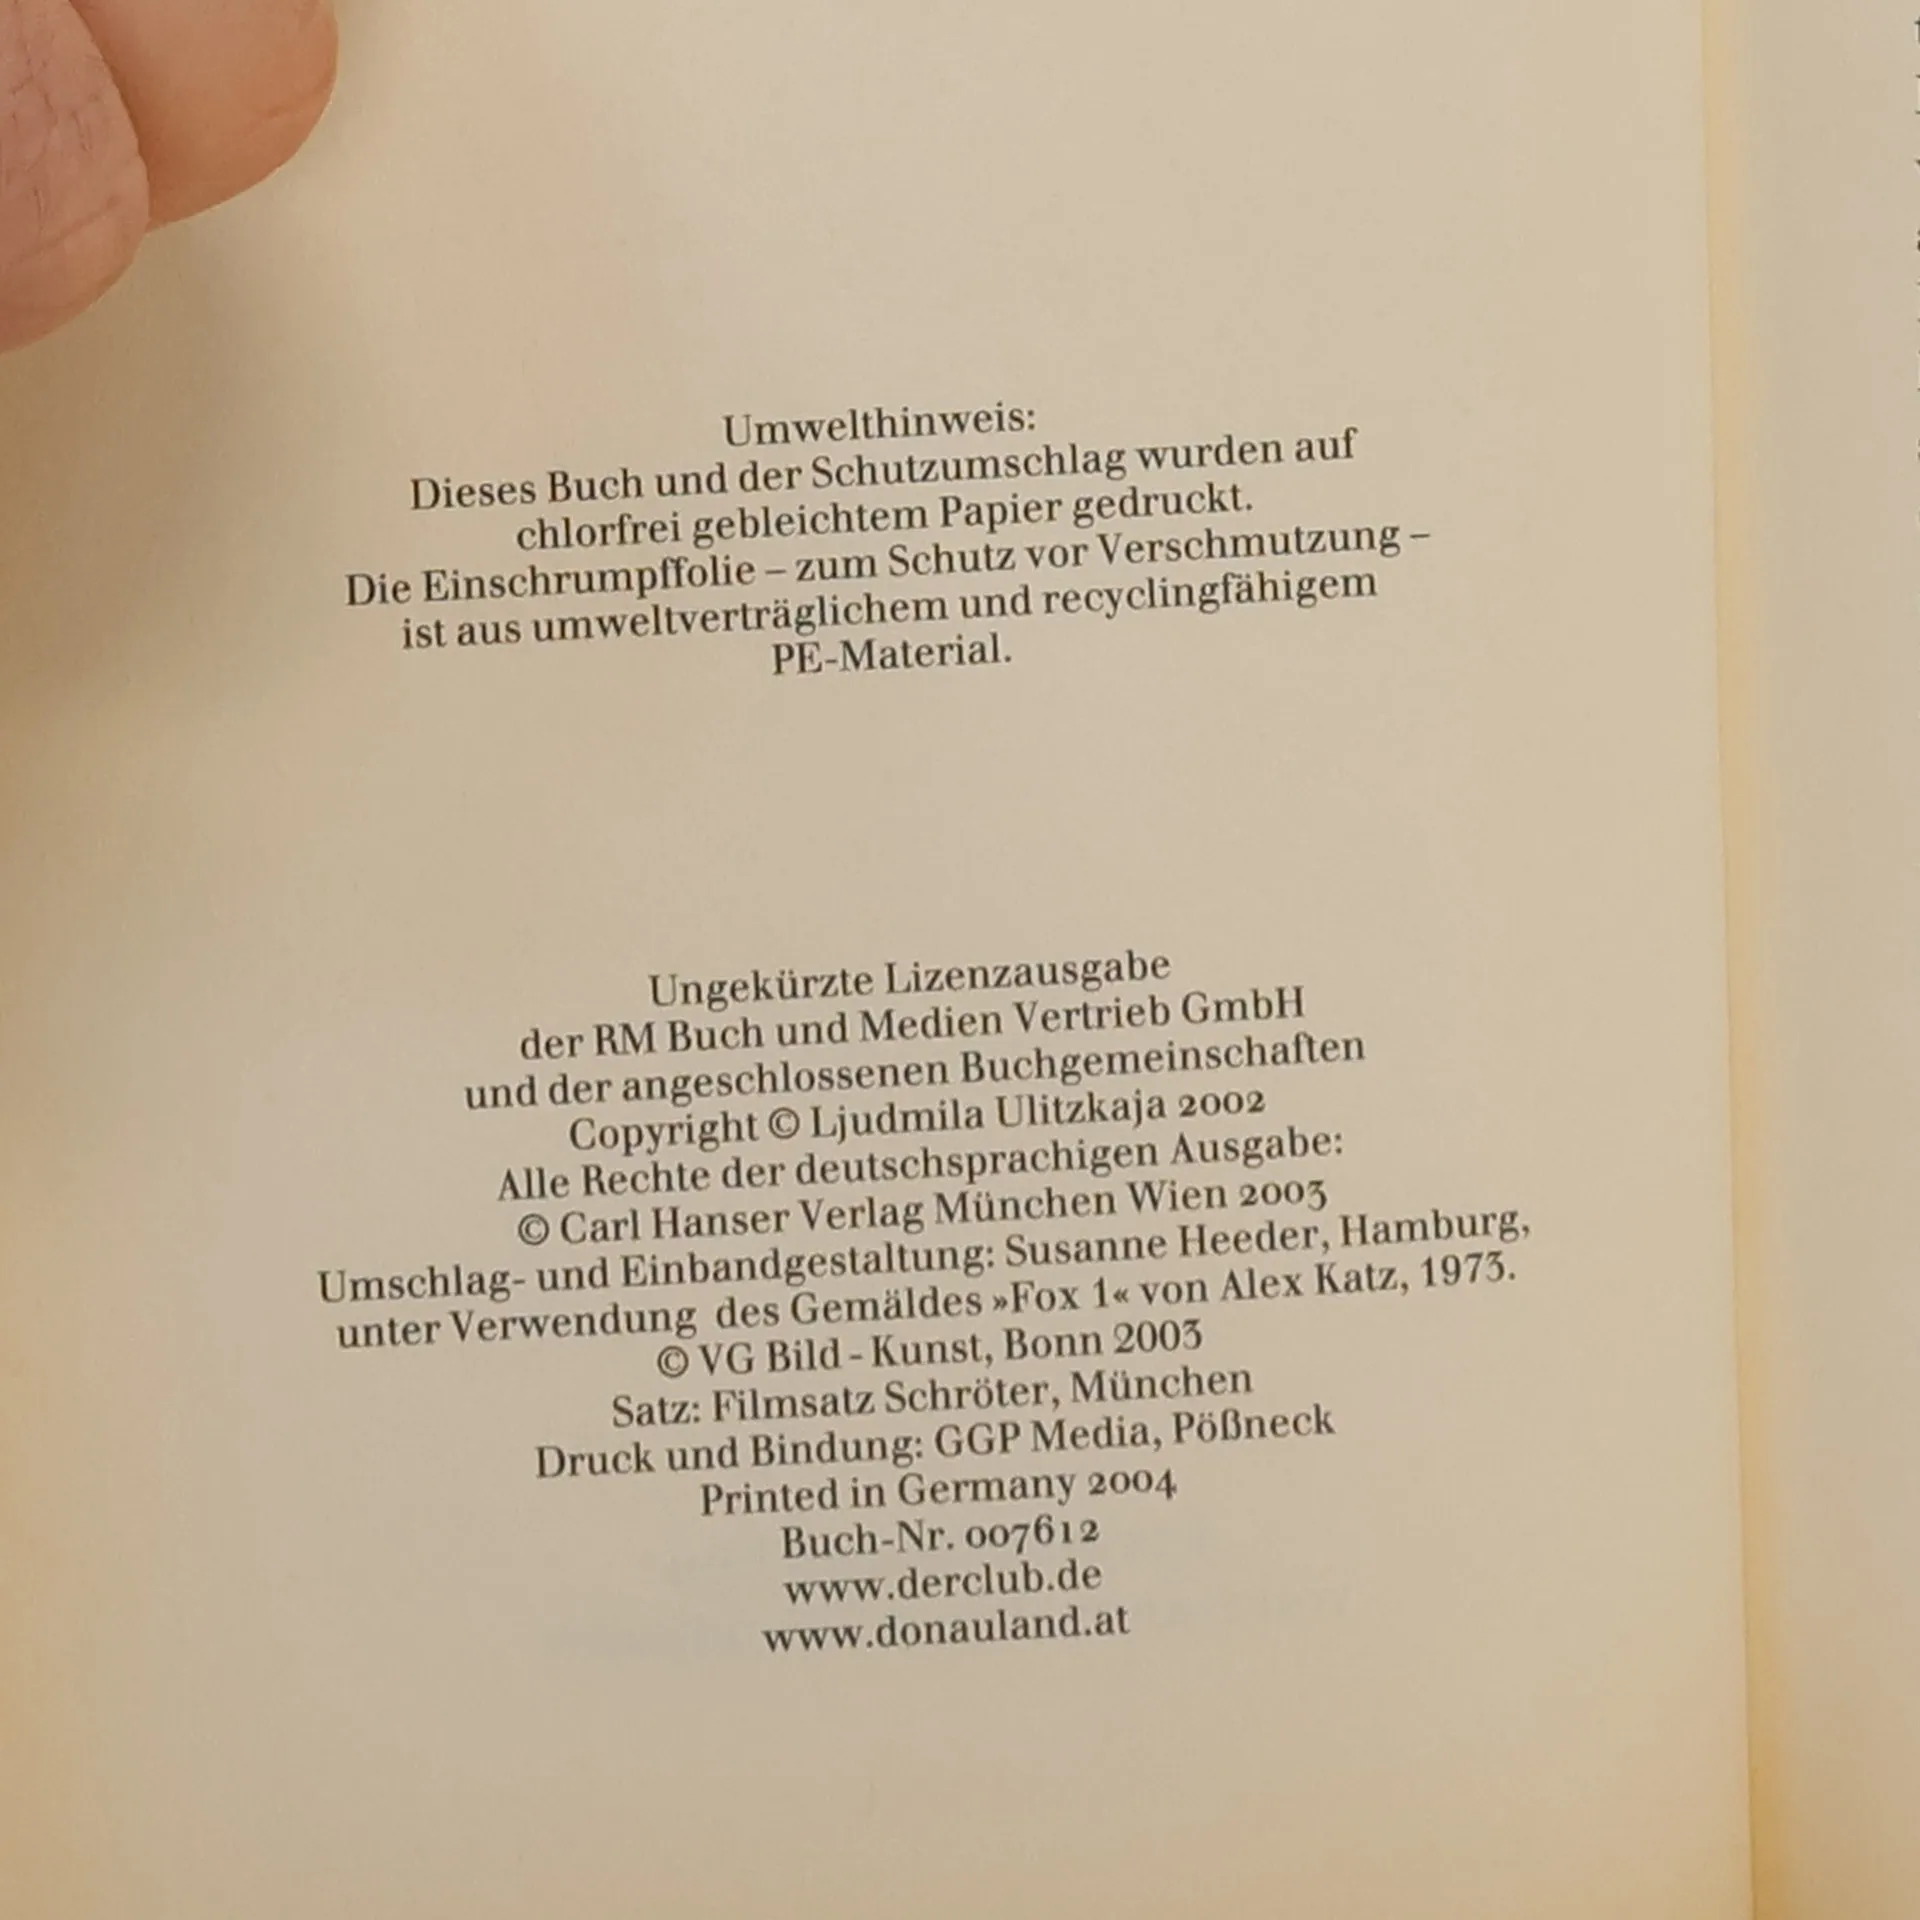 Umwelthinweis:
Dieses Buch und der Schutzumschlag wurden auf
chlorfrei gebleichtem Papier gedruckt.
Die Einschrumpffolie – zum Schutz vor Verschmutzung –
ist aus umweltverträglichem und recyclingfähigem
PE-Material.
Ungekürzte Lizenzausgabe
der RM Buch und Medien Vertrieb GmbH
und der angeschlossenen Buchgemeinschaften
Copyright © Ljudmila Ulitzkaja 2002
Alle Rechte der deutschsprachigen Ausgabe:
© Carl Hanser Verlag München Wien 2003
Umschlag- und Einbandgestaltung: Susanne Heeder, Hamburg,
unter Verwendung des Gemäldes »Fox 1« von Alex Katz, 1973.
© VG Bild - Kunst, Bonn 2003
Satz: Filmsatz Schröter, München
Druck und Bindung: GGP Media, Pößneck
Printed in Germany 2004
Buch-Nr. 007612
www.derclub.de
www.donauland.at